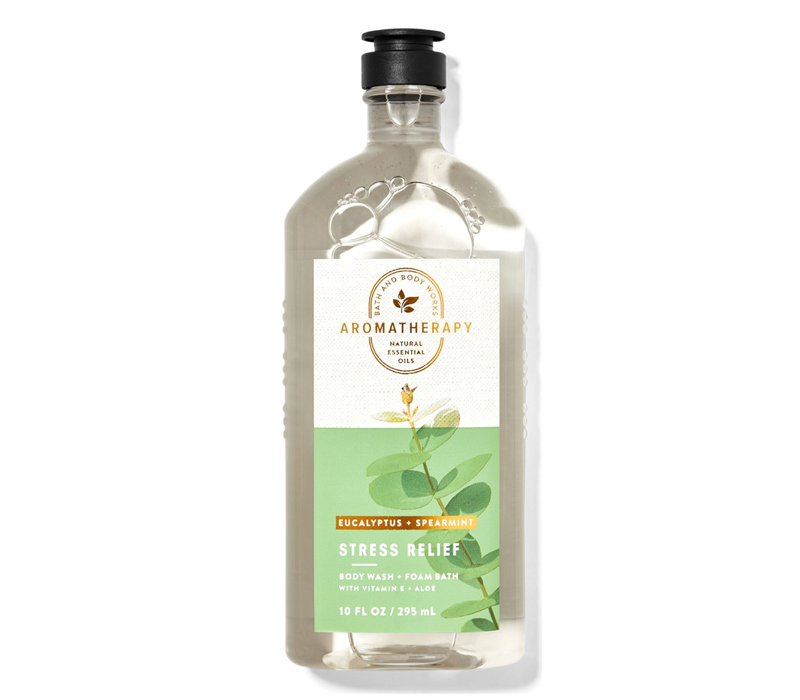 BATH AND BODY WORKS
AROMATHERAPY
NATURAL
ESSENTIAL
OILS
EUCALYPTUS + SPEARMINT
STRESS RELIEF
BODY WASH + FOAM BATH
WITH VITAMIN E + ALOE
10 FL OZ / 295 mL